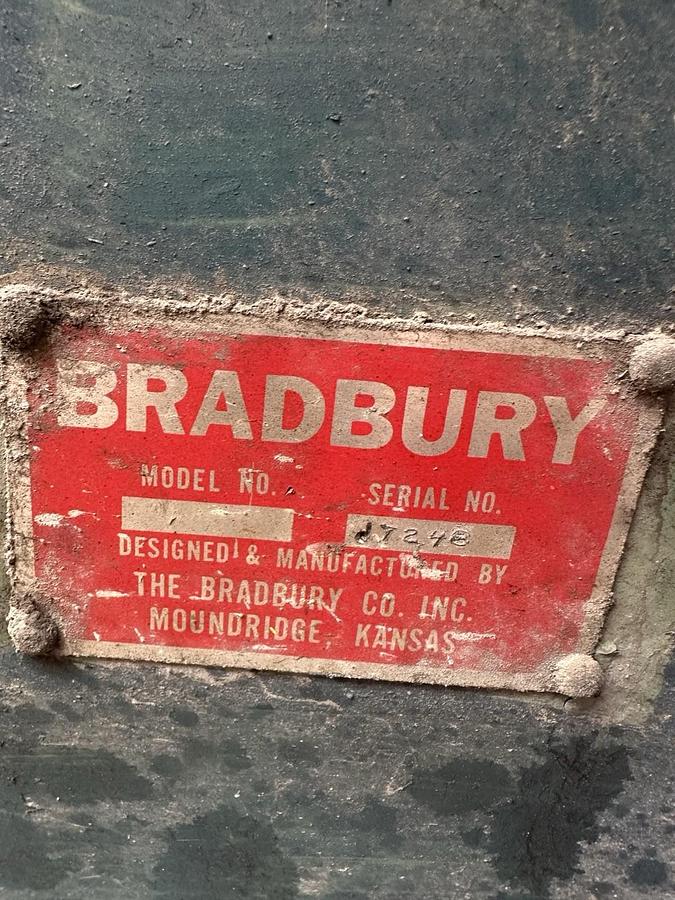 BRADBURY
MODEL NO. SERIAL NO.
J7248
DESIGNED & MANUFACTURED BY
THE BRADBURY CO. INC.
MOUNDRIDGE, KANSAS